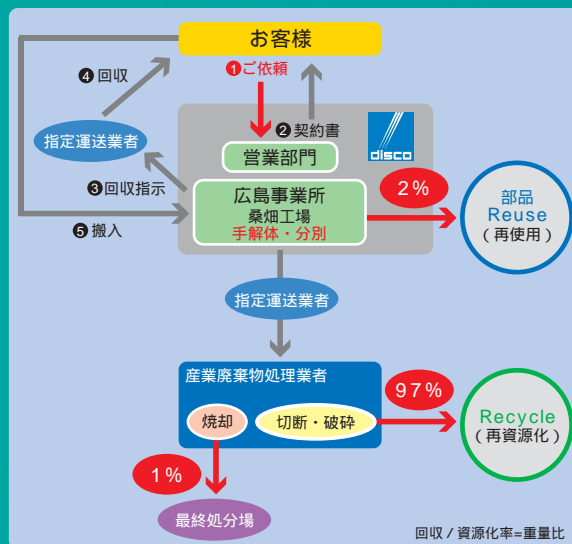 お客様
❶ご依頼
❹回収
❷契約書
指定運送業者
disco
営業部門
❸回収指示
広島事業所
桑畑工場
手解体・分別
2%
部品
Reuse
(再使用)
❺搬入
指定運送業者
産業廃棄物処理業者
97%
焼却
切断・破砕
Recycle
(再資源化)
1%
最終処分場
回収/資源化率=重量比